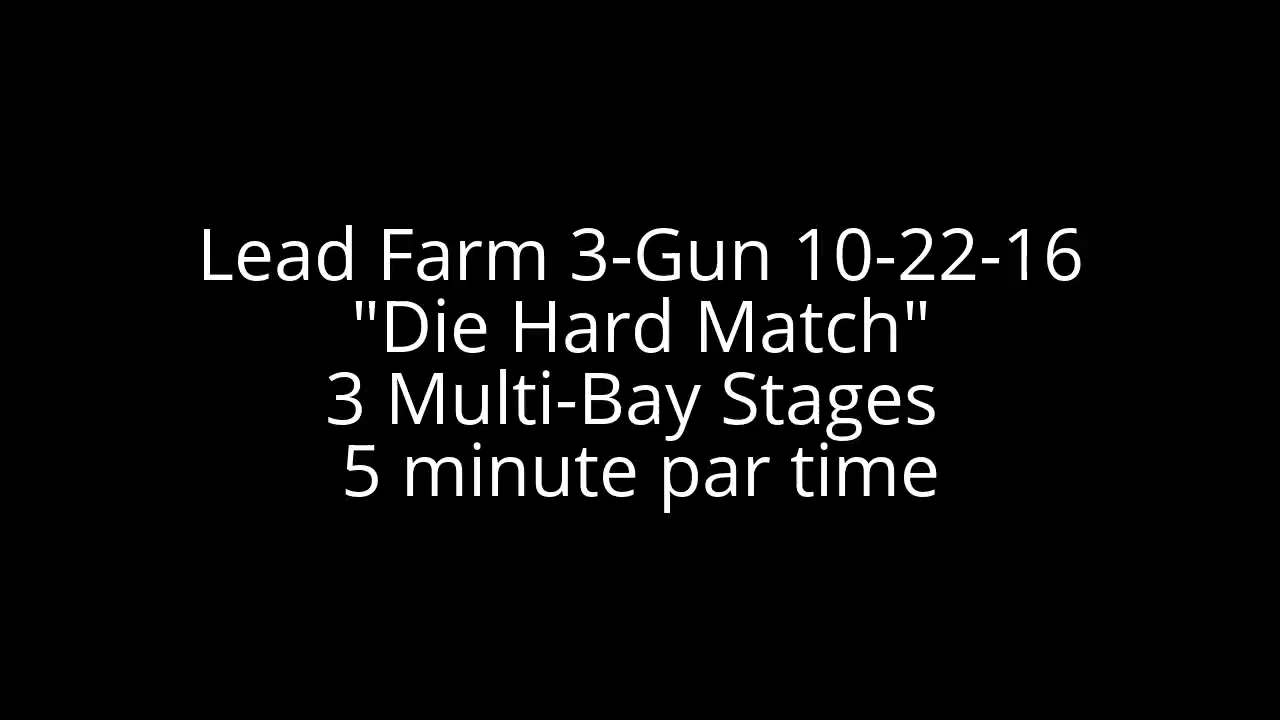 Lead Farm 3-Gun 10-22-16
"Die Hard Match"
3 Multi-Bay Stages
5 minute par time